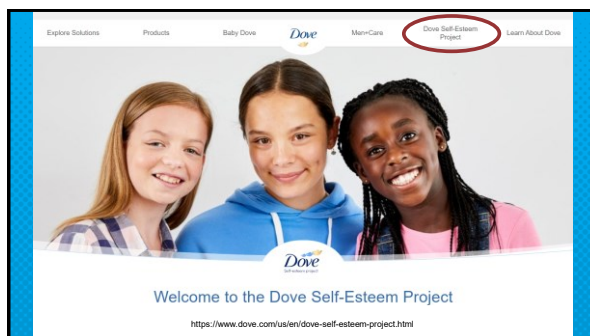 Explore Solutions
Products
Baby Dove
Dove
Men+Care
Dove Self-Esteem
Project
Learn About Dove
Dove
Self-esteem project
Welcome to the Dove Self-Esteem Project
https://www.dove.com/us/en/dove-self-esteem-project.html